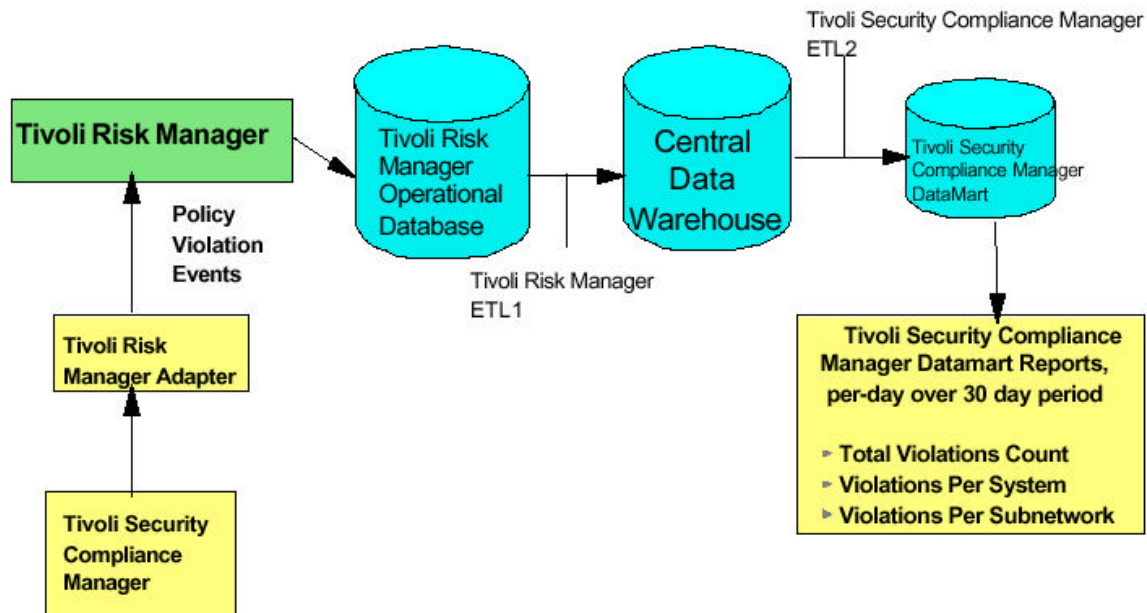 Tivoli Security Compliance Manager
ETL2
Tivoli Risk Manager
Tivoli Risk
Manager
Operational
Database
Central
Data
Warehouse
Tivoli Security
Compliance Manager
DataMart
Policy
Violation
Events
Tivoli Risk Manager
ETL1
Tivoli Risk
Manager Adapter
Tivoli Security Compliance
Manager Datamart Reports,
per-day over 30 day period
Total Violations Count
Violations Per System
Violations Per Subnetwork
Tivoli Security
Compliance
Manager